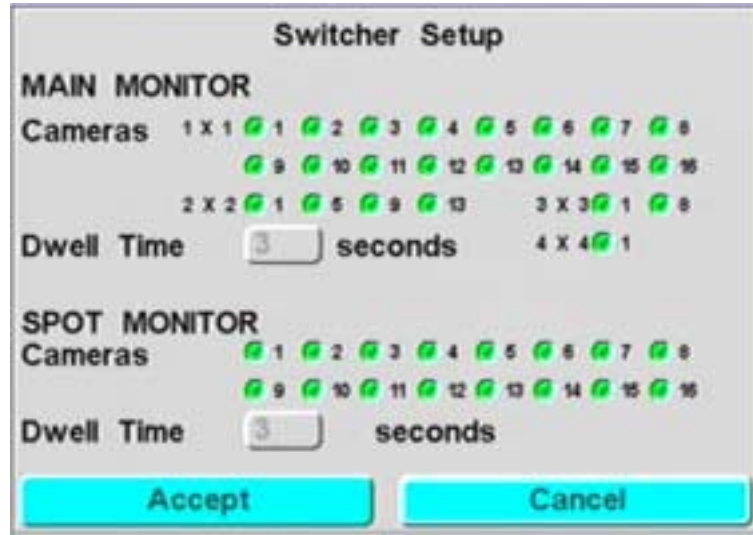 Switcher Setup
MAIN MONITOR
Cameras 1 X 1 1 2 3 4 5 6 7 8
9 10 11 12 13 14 15 16
2 X 2 1 5 9 13 3 X 3 1 8
Dwell Time 3 seconds 4 X 4 1
SPOT MONITOR
Cameras 1 2 3 4 5 6 7 8
9 10 11 12 13 14 15 16
Dwell Time 3 seconds
Accept Cancel